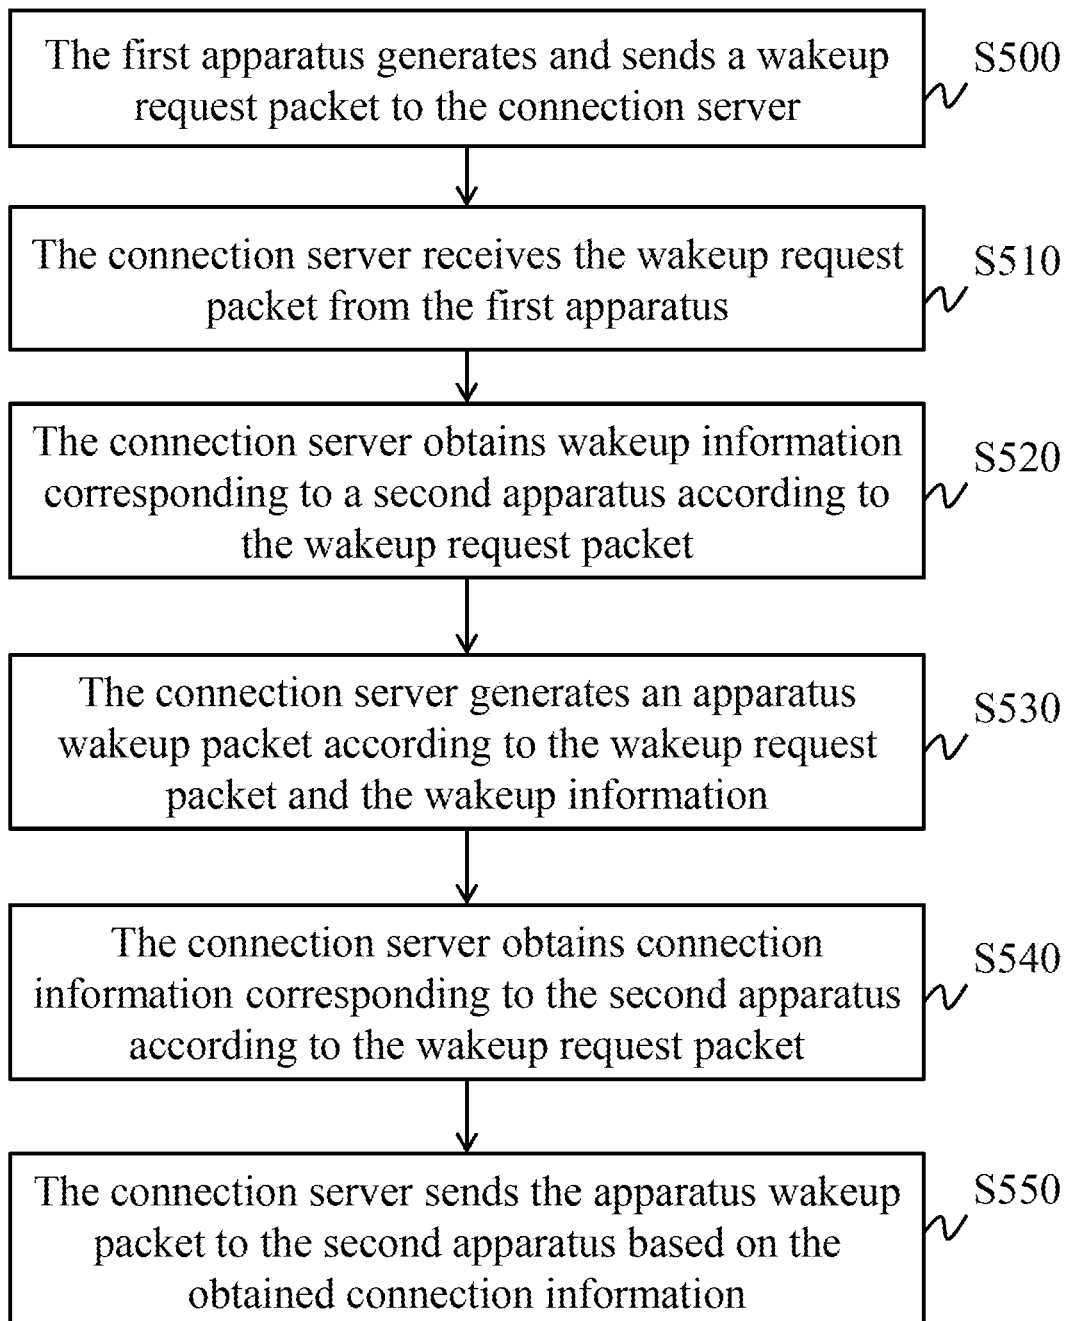 The first apparatus generates and sends a wakeup
request packet to the connection server
S500
The connection server receives the wakeup request
packet from the first apparatus
S510
The connection server obtains wakeup information
corresponding to a second apparatus according to
the wakeup request packet
S520
The connection server generates an apparatus
wakeup packet according to the wakeup request
packet and the wakeup information
S530
The connection server obtains connection
information corresponding to the second apparatus
according to the wakeup request packet
S540
The connection server sends the apparatus wakeup
packet to the second apparatus based on the
obtained connection information
S550